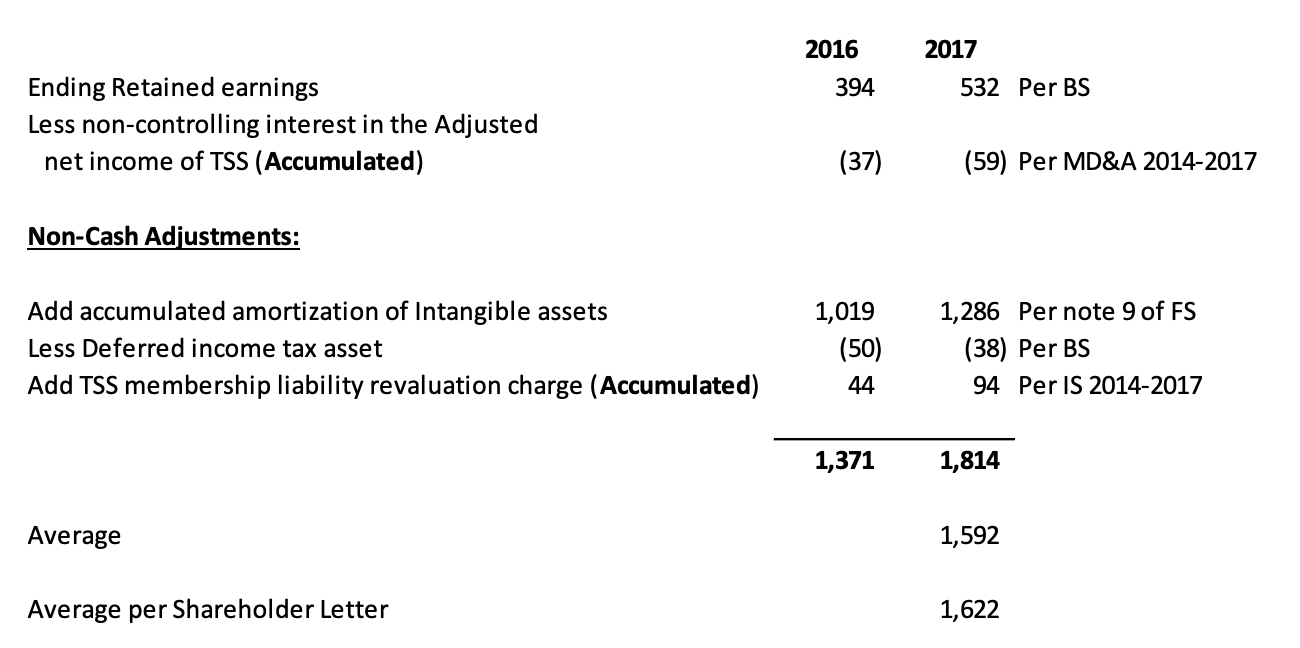 2016 2017
Ending Retained earnings 394 532 Per BS
Less non-controlling interest in the Adjusted
net income of TSS (Accumulated) (37) (59) Per MD&A 2014-2017
Non-Cash Adjustments:
Add accumulated amortization of Intangible assets 1,019 1,286 Per note 9 of FS
Less Deferred income tax asset (50) (38) Per BS
Add TSS membership liability revaluation charge (Accumulated) 44 94 Per IS 2014-2017
1,371 1,814
Average 1,592
Average per Shareholder Letter 1,622